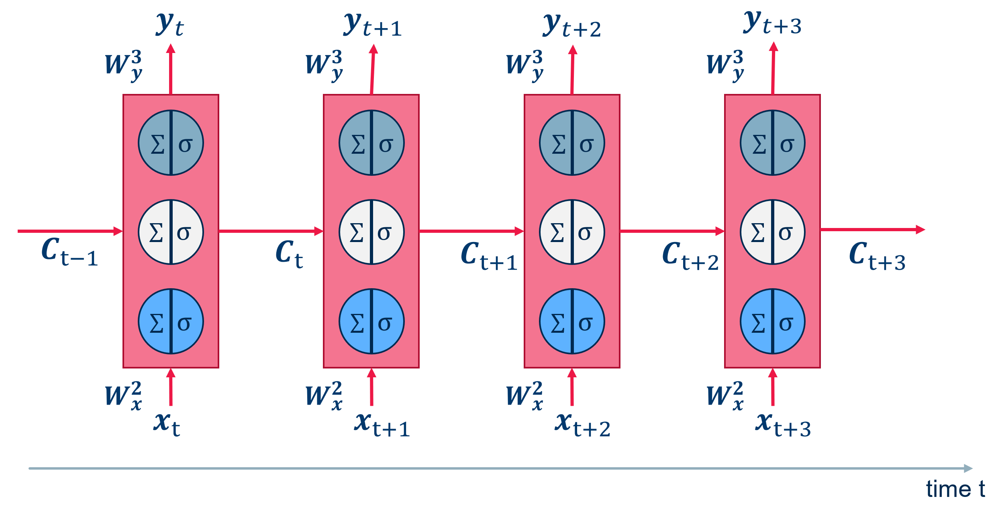 y_t y_{t+1} y_{t+2} y_{t+3}
W_y^3 W_y^3 W_y^3 W_y^3
Σ σ Σ σ Σ σ Σ σ
Σ σ Σ σ Σ σ Σ σ
C_{t−1} C_t C_{t+1} C_{t+2} C_{t+3}
Σ σ Σ σ Σ σ Σ σ
W_x^2 W_x^2 W_x^2 W_x^2
x_t x_{t+1} x_{t+2} x_{t+3}
time t